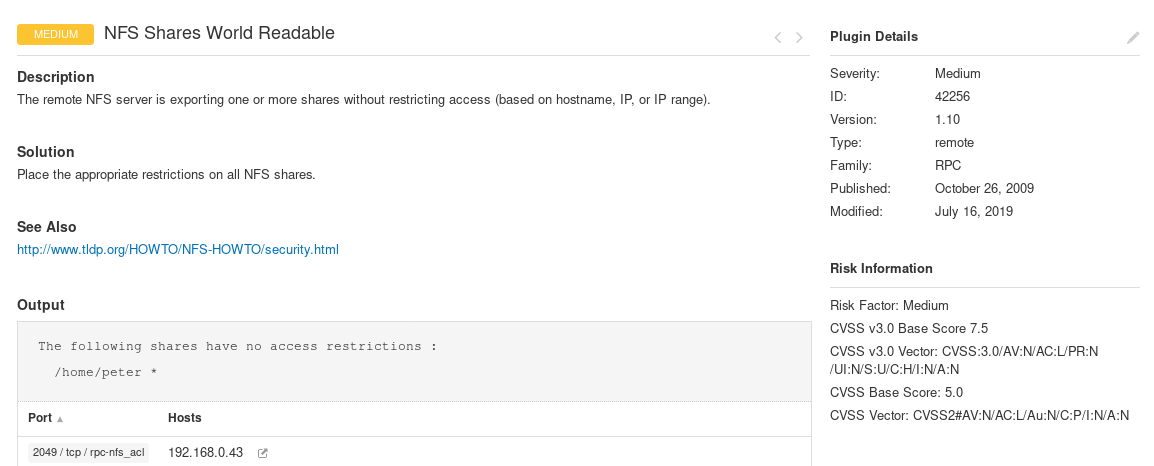 MEDIUM NFS Shares World Readable
Description
The remote NFS server is exporting one or more shares without restricting access (based on hostname, IP, or IP range).
Solution
Place the appropriate restrictions on all NFS shares.
See Also
http://www.tldp.org/HOWTO/NFS-HOWTO/security.html
Output
The following shares have no access restrictions :
/home/peter *
Port ▲ Hosts
2049 / tcp / rpc-nfs_acl 192.168.0.43
Plugin Details
Severity: Medium
ID: 42256
Version: 1.10
Type: remote
Family: RPC
Published: October 26, 2009
Modified: July 16, 2019
Risk Information
Risk Factor: Medium
CVSS v3.0 Base Score 7.5
CVSS v3.0 Vector: CVSS:3.0/AV:N/AC:L/PR:N
/UI:N/S:U/C:H/I:N/A:N
CVSS Base Score: 5.0
CVSS Vector: CVSS2#AV:N/AC:L/Au:N/C:P/I:N/A:N